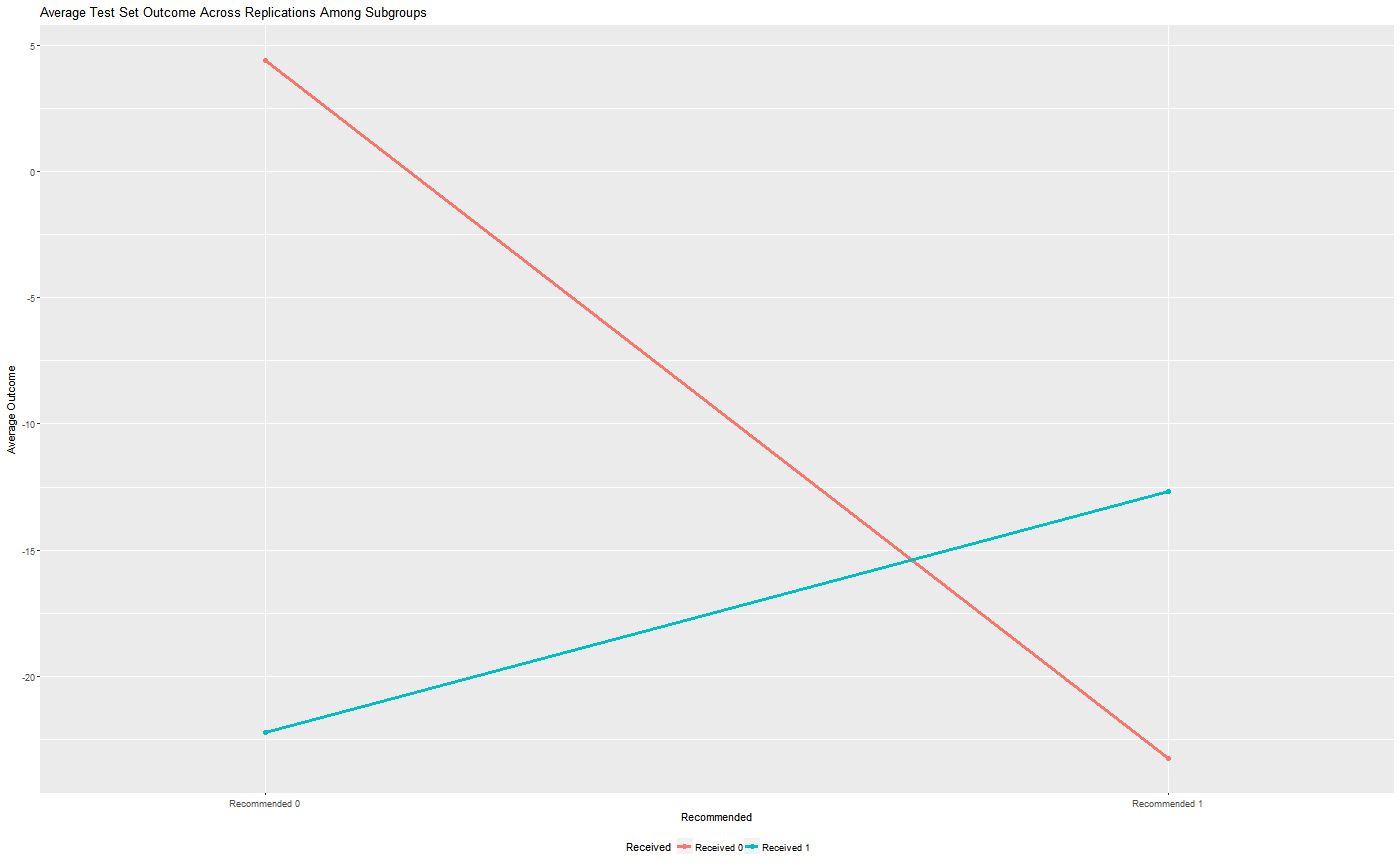 Average Test Set Outcome Across Replications Among Subgroups
Average Outcome
5
0
-5
-10
-15
-20
Recommended 0 Recommended 1
Recommended
Received Received 0 Received 1